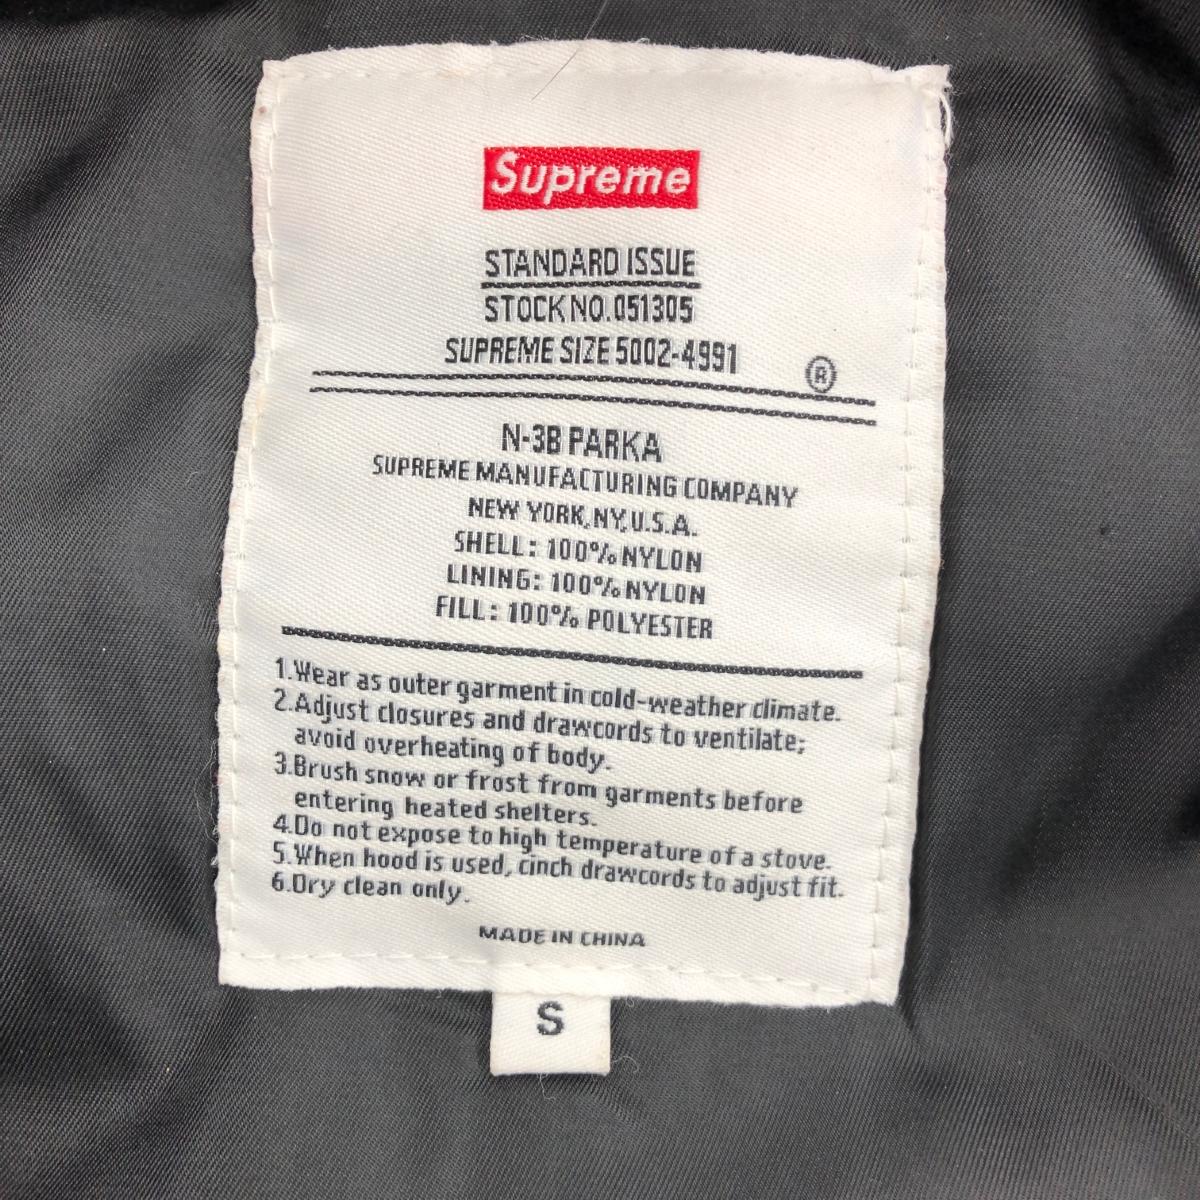 Supreme
STANDARD ISSUE
STOCK NO. 051305
SUPREME SIZE 5002-4991
®
N-3B PARKA
SUPREME MANUFACTURING COMPANY
NEW YORK, NY, U.S.A.
SHELL: 100% NYLON
LINING: 100% NYLON
FILL: 100% POLYESTER
1.Wear as outer garment in cold-weather climate.
2.Adjust closures and drawcords to ventilate;
avoid overheating of body.
3.Brush snow or frost from garments before
entering heated shelters.
4.Do not expose to high temperature of a stove.
5.When hood is used, cinch drawcords to adjust fit.
6.Dry clean only.
MADE IN CHINA
S